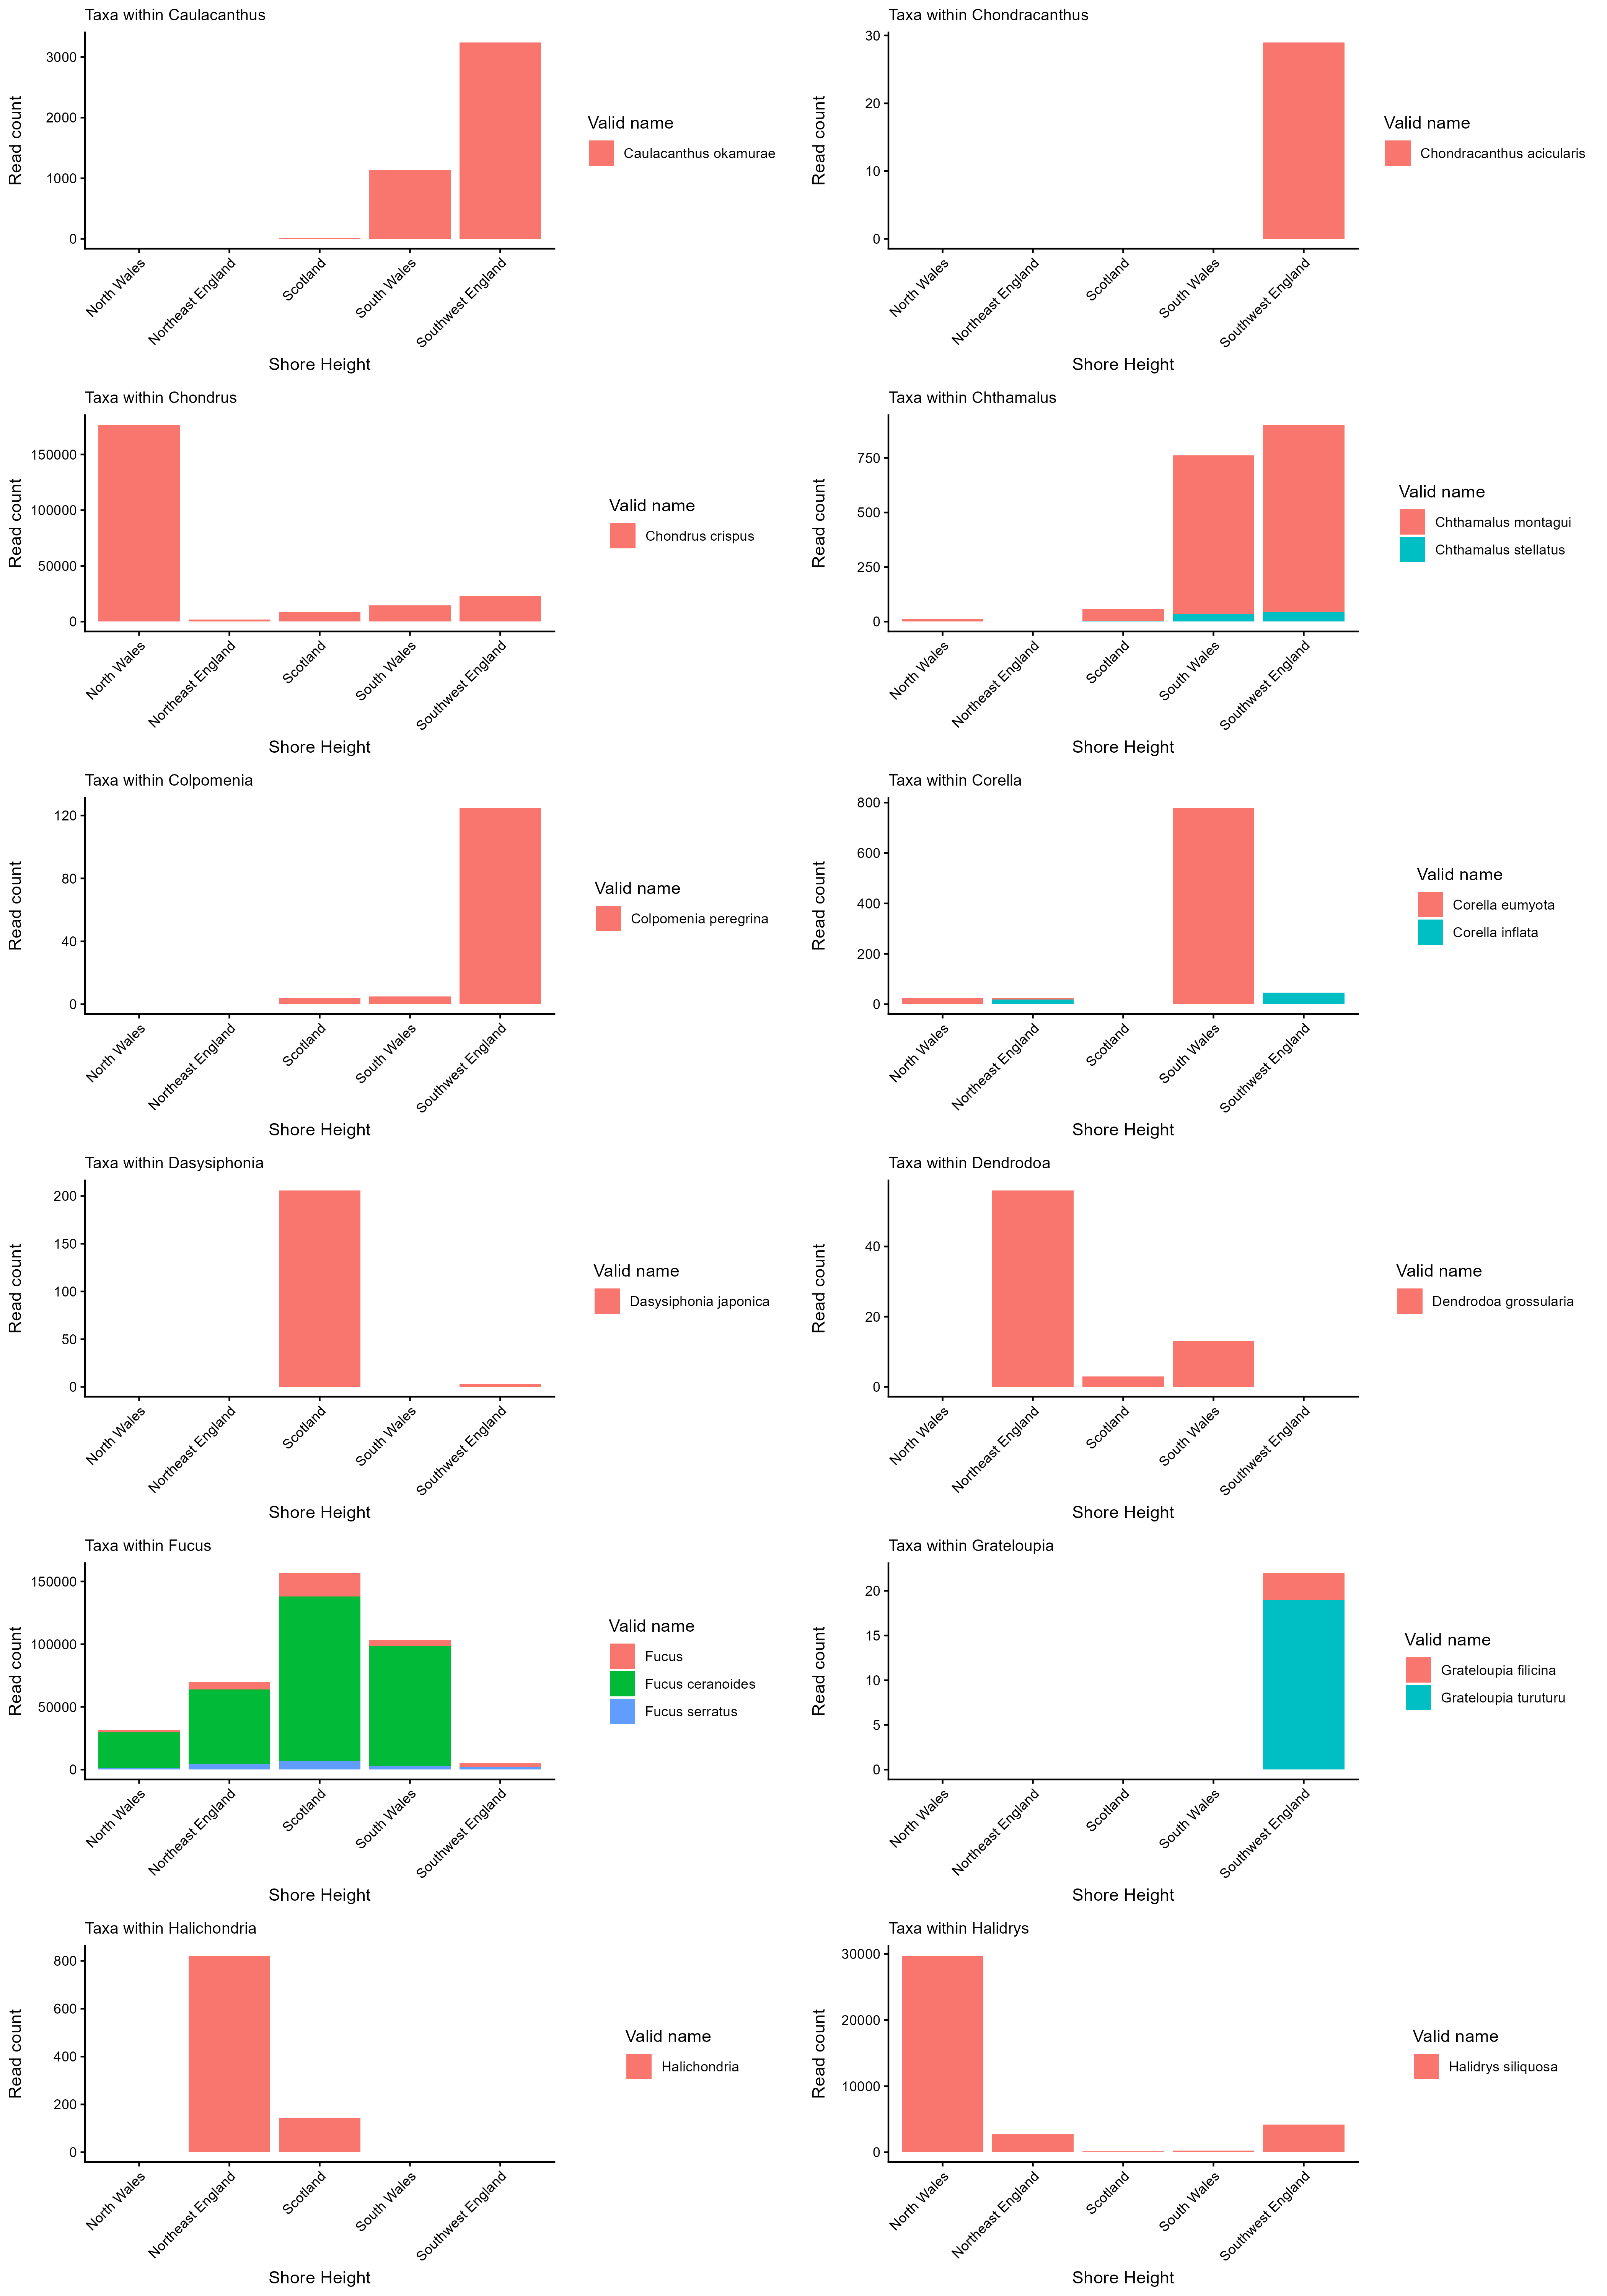 Taxa within Caulacanthus
Read count
3000
2000
1000
0
North Wales
Northeast England
Scotland
South Wales
Southwest England
Shore Height
Valid name
Caulacanthus okamurae
Taxa within Chondracanthus
Read count
30
20
10
0
North Wales
Northeast England
Scotland
South Wales
Southwest England
Shore Height
Valid name
Chondracanthus acicularis
Taxa within Chondrus
Read count
150000
100000
50000
0
North Wales
Northeast England
Scotland
South Wales
Southwest England
Shore Height
Valid name
Chondrus crispus
Taxa within Chthamalus
Read count
750
500
250
0
North Wales
Northeast England
Scotland
South Wales
Southwest England
Shore Height
Valid name
Chthamalus montagui
Chthamalus stellatus
Taxa within Colpomenia
Read count
120
80
40
0
North Wales
Northeast England
Scotland
South Wales
Southwest England
Shore Height
Valid name
Colpomenia peregrina
Taxa within Corella
Read count
800
600
400
200
0
North Wales
Northeast England
Scotland
South Wales
Southwest England
Shore Height
Valid name
Corella eumyota
Corella inflata
Taxa within Dasysiphonia
Read count
200
150
100
50
0
North Wales
Northeast England
Scotland
South Wales
Southwest England
Shore Height
Valid name
Dasysiphonia japonica
Taxa within Dendrodoa
Read count
40
20
0
North Wales
Northeast England
Scotland
South Wales
Southwest England
Shore Height
Valid name
Dendrodoa grossularia
Taxa within Fucus
Read count
150000
100000
50000
0
North Wales
Northeast England
Scotland
South Wales
Southwest England
Shore Height
Valid name
Fucus
Fucus ceranoides
Fucus serratus
Taxa within Grateloupia
Read count
20
15
10
5
0
North Wales
Northeast England
Scotland
South Wales
Southwest England
Shore Height
Valid name
Grateloupia filicina
Grateloupia turuturu
Taxa within Halichondria
Read count
800
600
400
200
0
North Wales
Northeast England
Scotland
South Wales
Southwest England
Shore Height
Valid name
Halichondria
Taxa within Halidrys
Read count
30000
20000
10000
0
North Wales
Northeast England
Scotland
South Wales
Southwest England
Shore Height
Valid name
Halidrys siliquosa